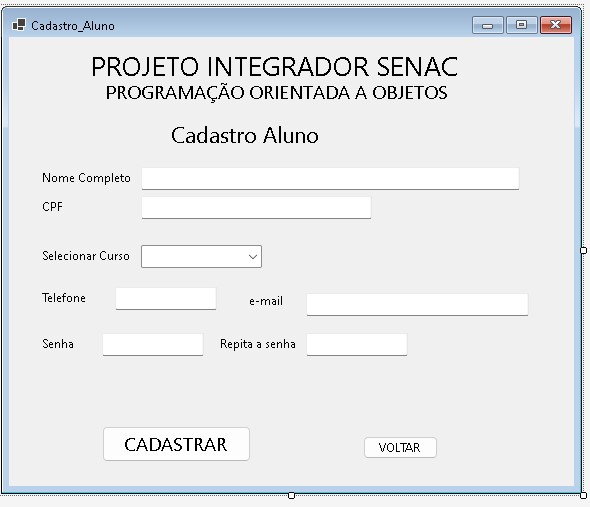 Cadastro_Aluno
PROJETO INTEGRADOR SENAC
PROGRAMAÇÃO ORIENTADA A OBJETOS
Cadastro Aluno
Nome Completo
CPF
Selecionar Curso
Telefone
e-mail
Senha
Repita a senha
CADASTRAR
VOLTAR